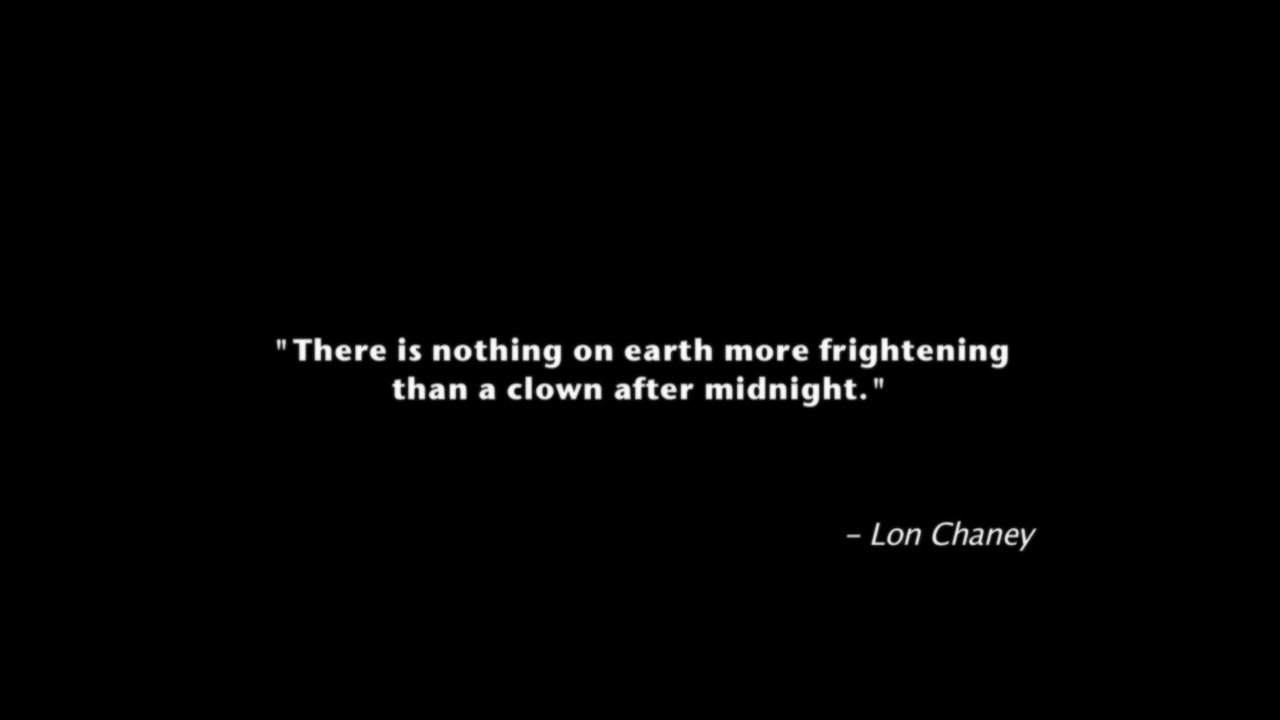 "There is nothing on earth more frightening
than a clown after midnight."
– Lon Chaney